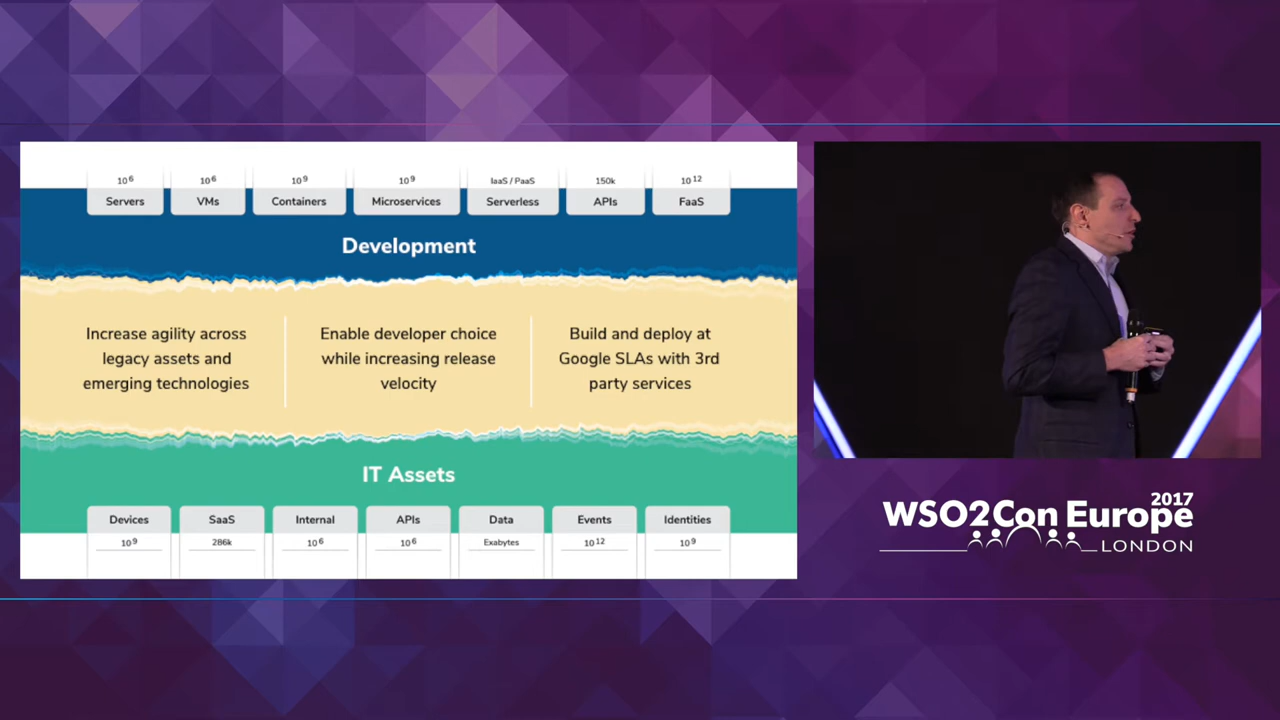 10⁶ 10⁶ 10⁹ 10⁹ IaaS / PaaS 150k 10¹²
Servers VMs Containers Microservices Serverless APIs FaaS
Development
Increase agility across
legacy assets and
emerging technologies
Enable developer choice
while increasing release
velocity
Build and deploy at
Google SLAs with 3rd
party services
IT Assets
Devices SaaS Internal APIs Data Events Identities
10⁹ 286k 10⁶ 10⁶ Exabytes 10¹² 10⁹
2017
WSO2Con Europe
LONDON